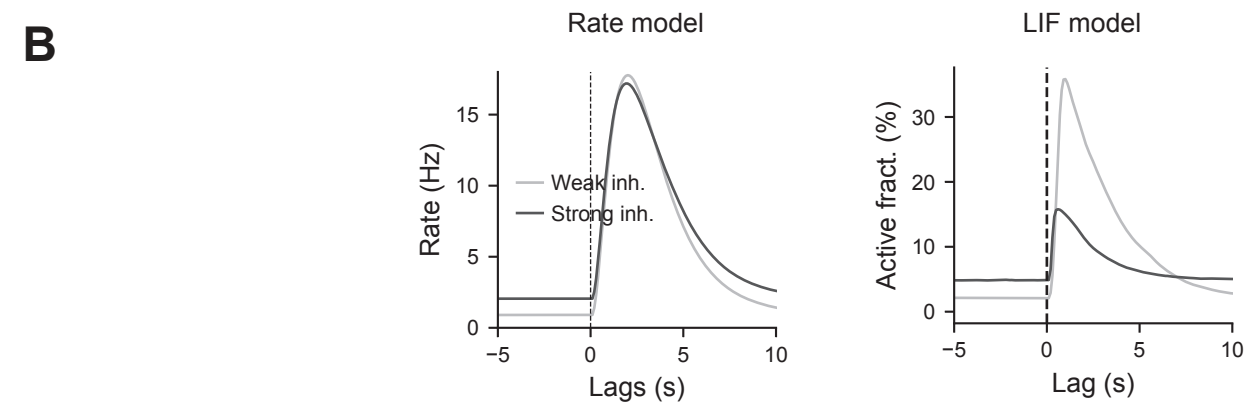 B
Rate model
Rate (Hz)
15
10
5
0
Weak inh.
Strong inh.
−5
0
5
10
Lags (s)
LIF model
Active fract. (%)
30
20
10
0
−5
0
5
10
Lag (s)